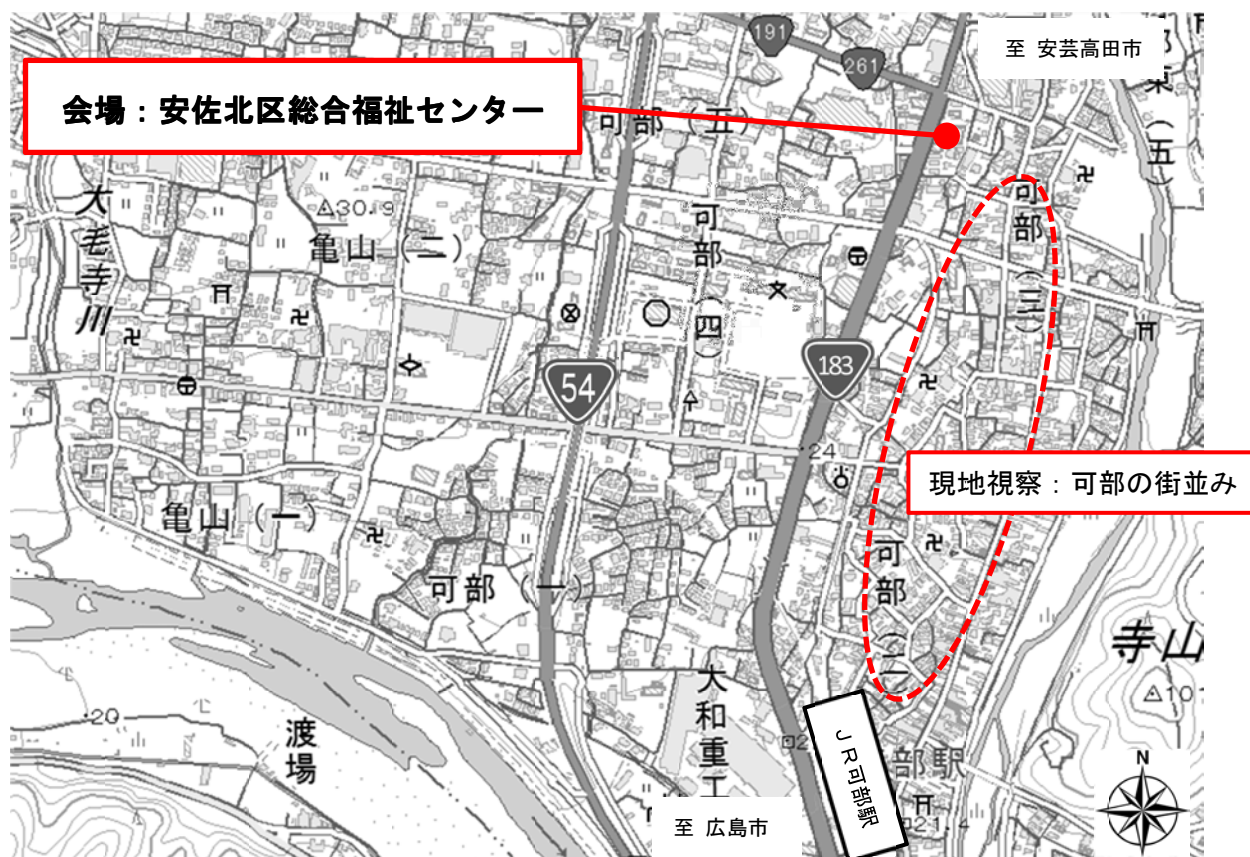 191
261
至 安芸高田市
東（五）
会場：安佐北区総合福祉センター
可部（五）
大毛寺川
30.9
亀山（二）
可部（四）
可部（三）
54
183
24
現地視察：可部の街並み
亀山（一）
可部（一）
可部（二）
寺山
101
20
渡場
大和重工
ＪＲ可部駅
部駅
21.4
至 広島市
N